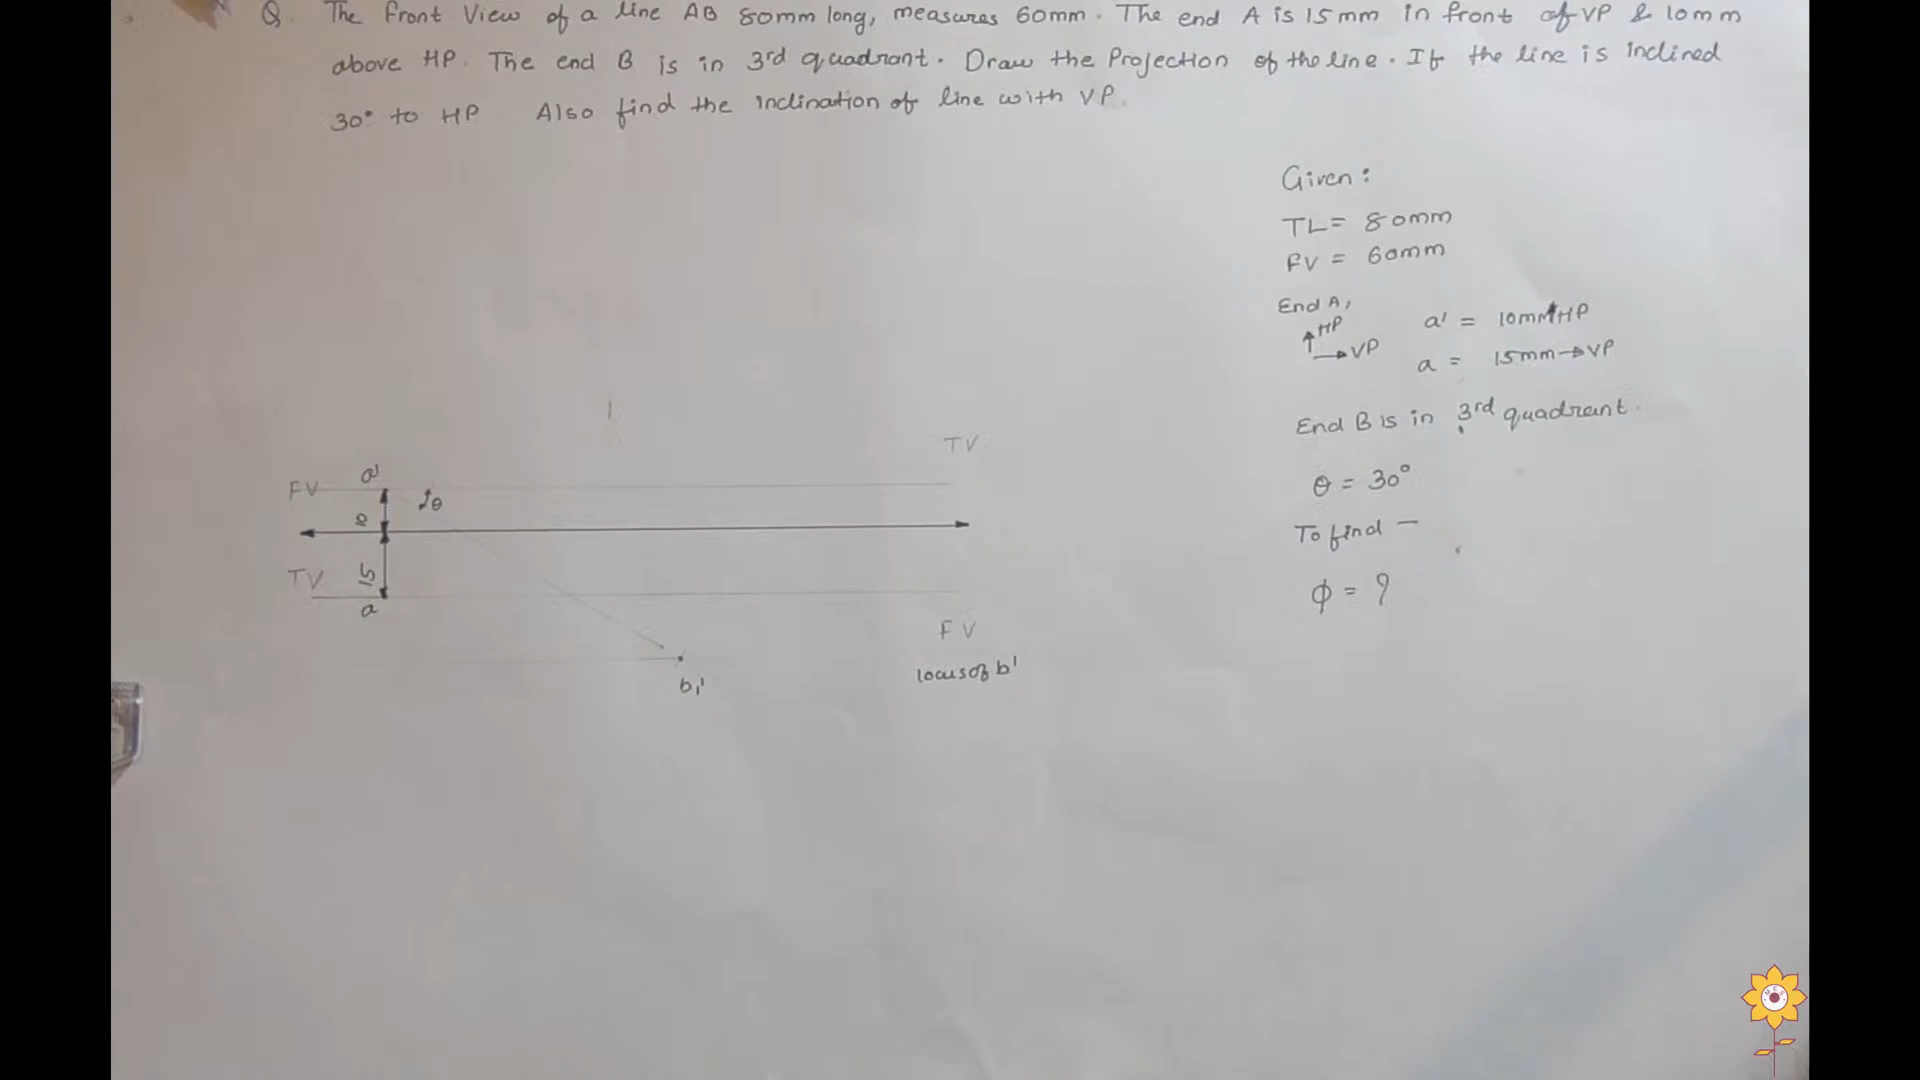 Q. The Front View of a line AB 80mm long, measures 60mm. The end A is 15mm in front of VP & 10mm
above HP. The end B is in 3rd quadrant. Draw the Projection of the line. If the line is inclined
30° to HP Also find the inclination of line with VP.
Given:
TL = 80mm
FV = 60mm
End A,
↑HP
→VP
a' = 10mm↑HP
a = 15mm→VP
End B is in 3rd quadrant.
θ = 30°
To find —
φ = ?
TV
FV
a'
θ
10
TV
15
a
FV
locus of b'
b₁'